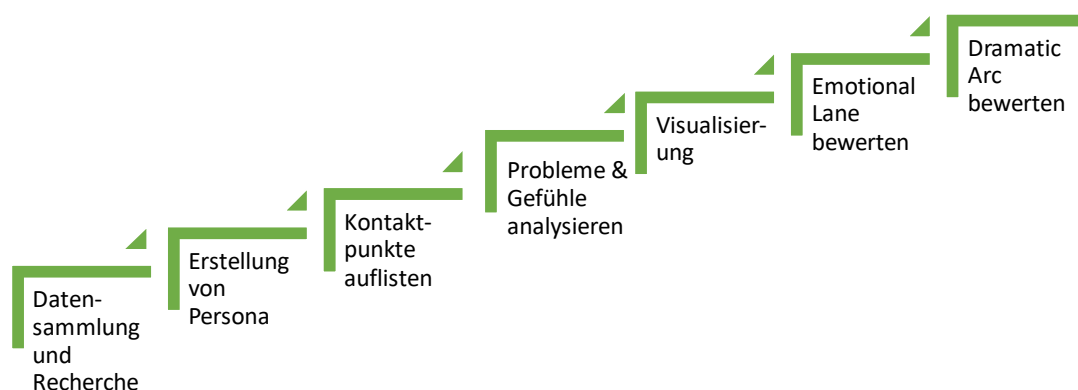 Daten-
sammlung
und
Recherche
Erstellung
von
Persona
Kontakt-
punkte
auflisten
Probleme &
Gefühle
analysieren
Visualisier-
ung
Emotional
Lane
bewerten
Dramatic
Arc
bewerten